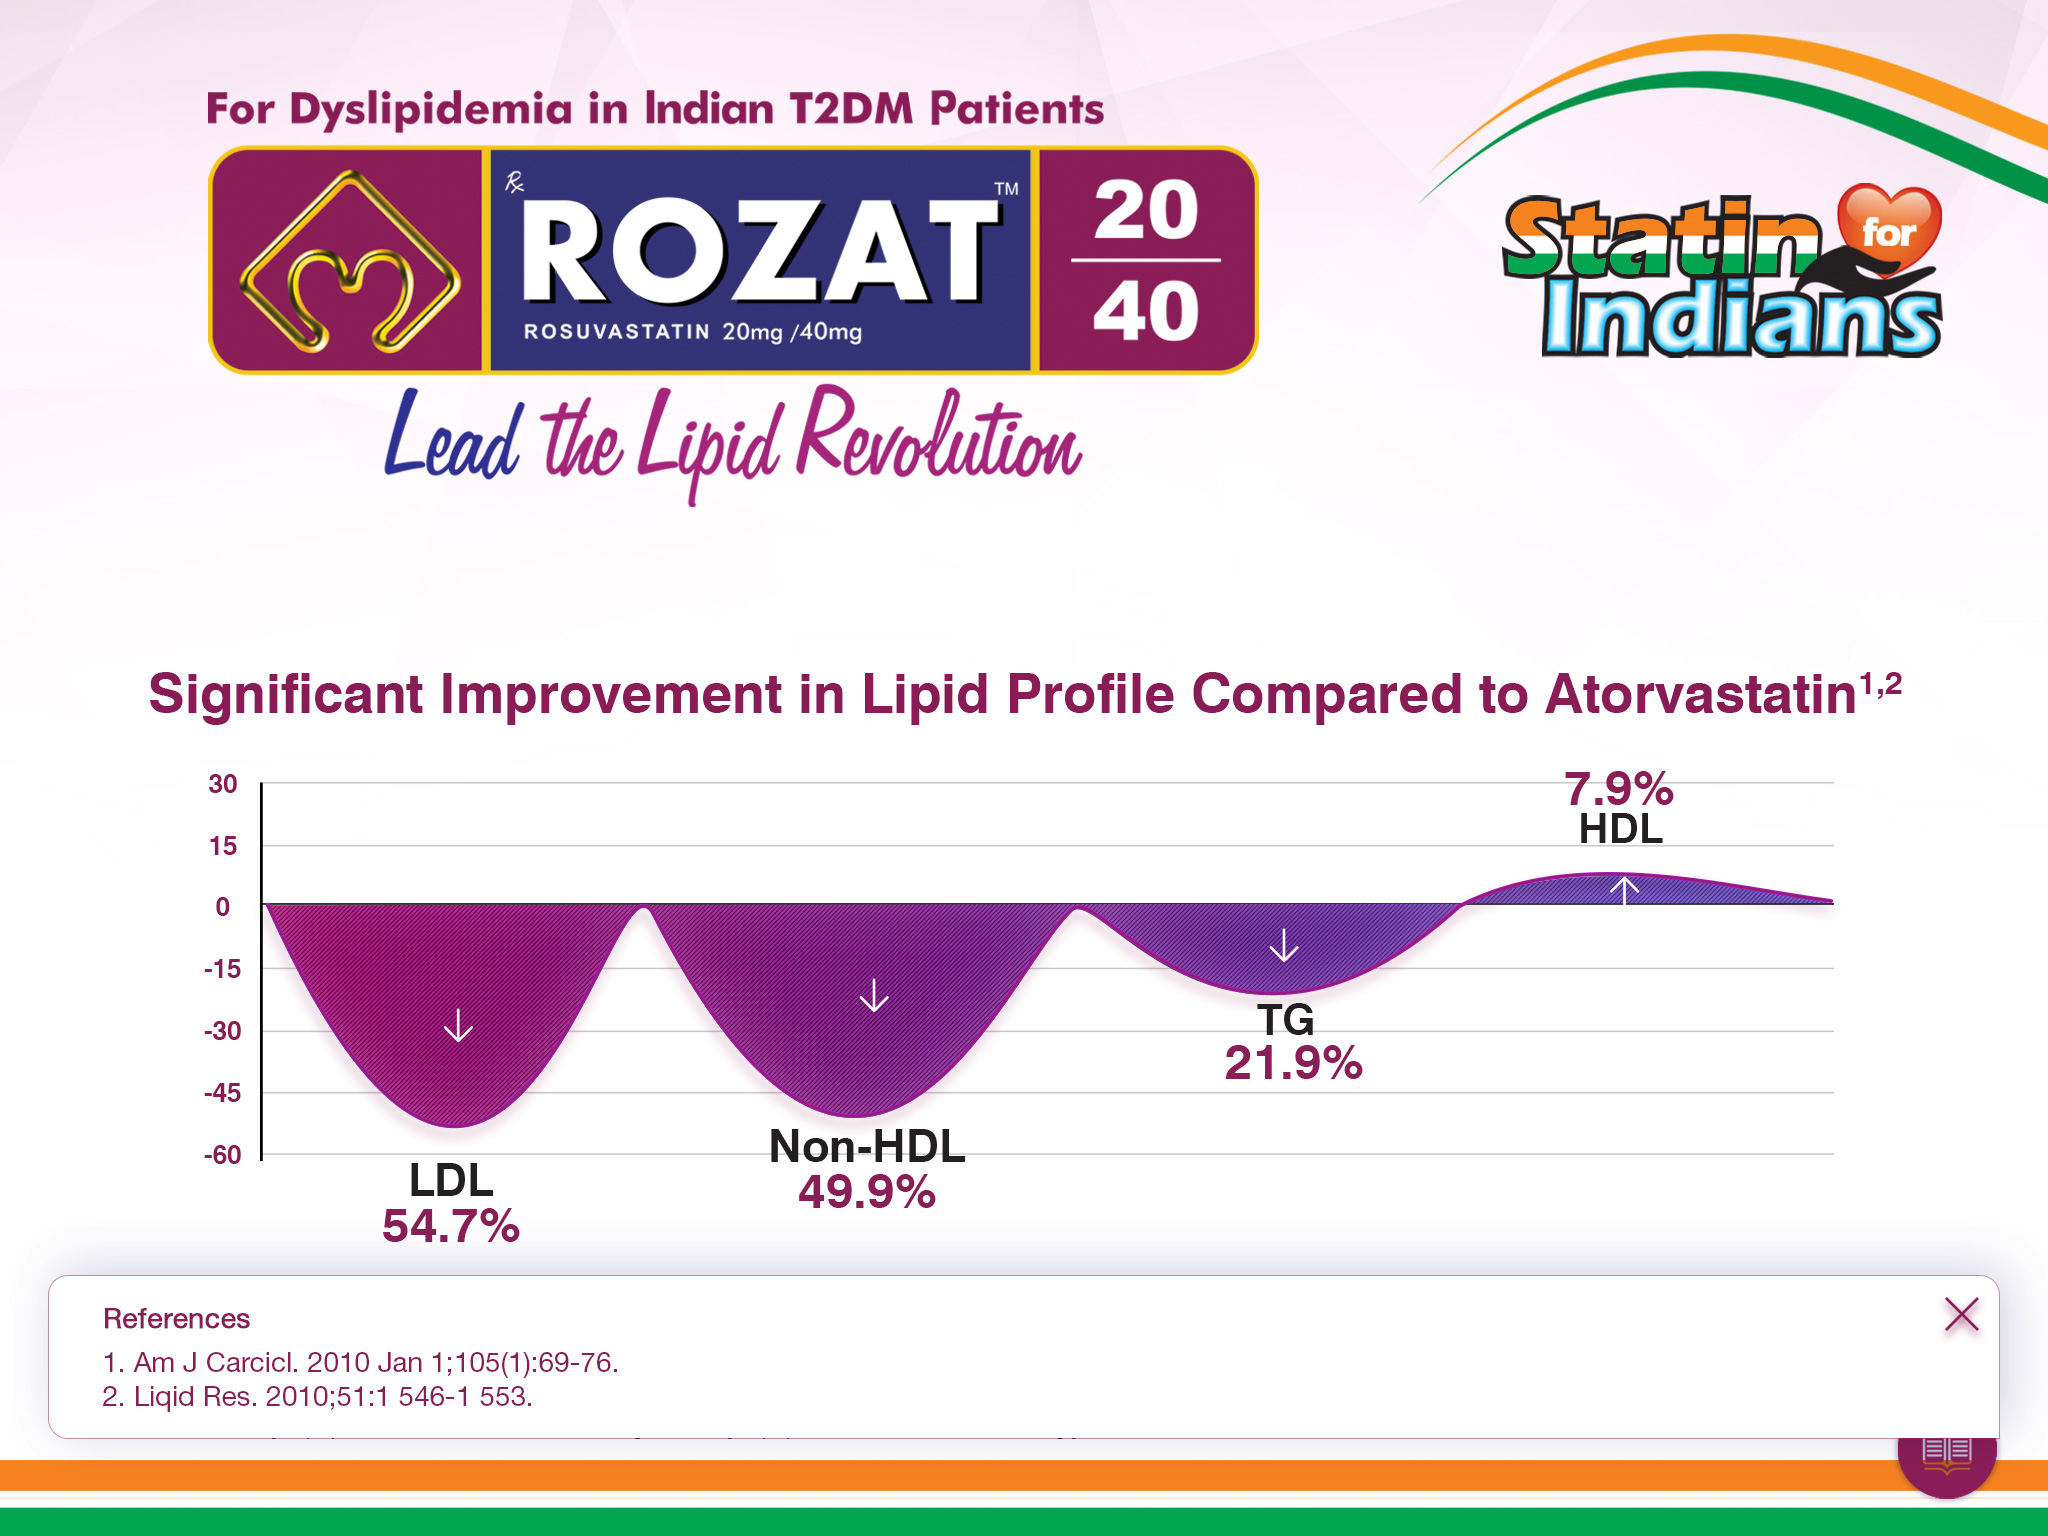 For Dyslipidemia in Indian T2DM Patients
Rx
ROZAT™
ROSUVASTATIN 20mg /40mg
20
40
Lead the Lipid Revolution
Statin for
Indians
Significant Improvement in Lipid Profile Compared to Atorvastatin1,2
30
15
0
-15
-30
-45
-60
LDL
54.7%
Non-HDL
49.9%
TG
21.9%
7.9%
HDL
References
1. Am J Carcicl. 2010 Jan 1;105(1):69-76.
2. Liqid Res. 2010;51:1 546-1 553.